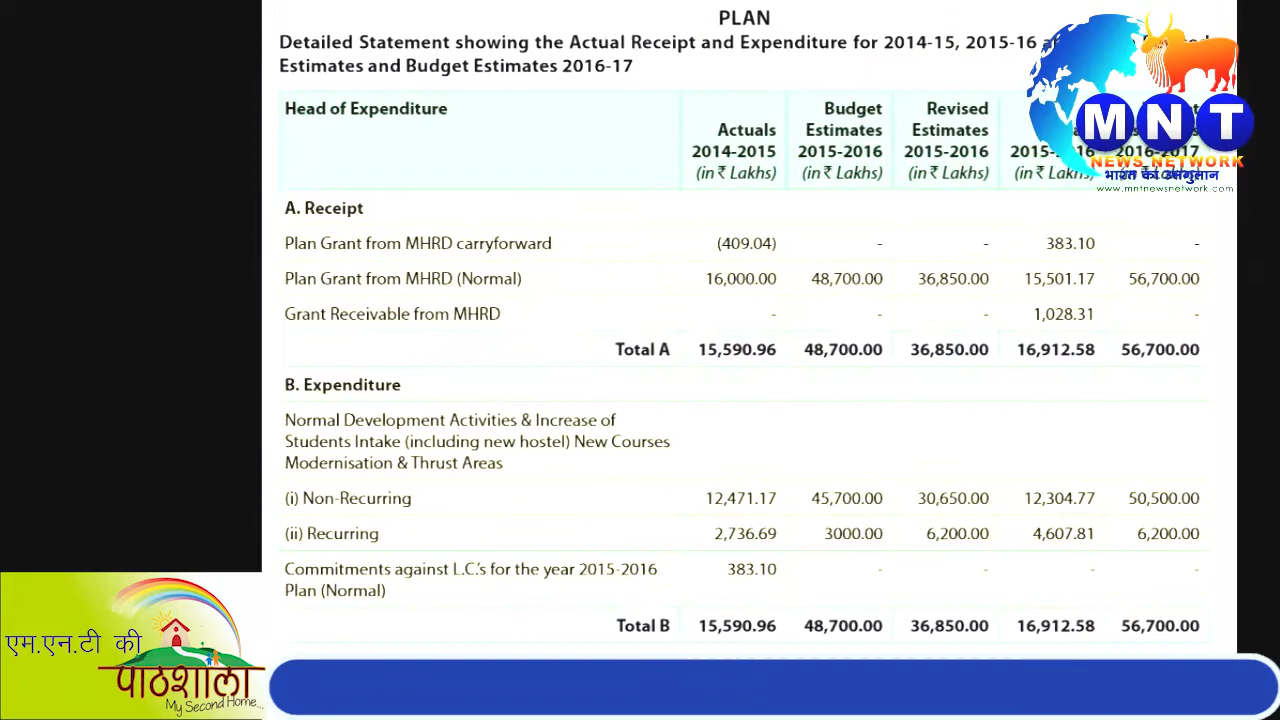 PLAN
Detailed Statement showing the Actual Receipt and Expenditure for 2014-15, 2015-16
Estimates and Budget Estimates 2016-17
Head of Expenditure
Actuals 2014-2015 (in ₹ Lakhs)
Budget Estimates 2015-2016 (in ₹ Lakhs)
Revised Estimates 2015-2016 (in ₹ Lakhs)
2016-2017
MNT
NEWS NETWORK
भारत का उलगुलान
www.mntnewsnetwork.com
A. Receipt
Plan Grant from MHRD carryforward (409.04) - - 383.10 -
Plan Grant from MHRD (Normal) 16,000.00 48,700.00 36,850.00 15,501.17 56,700.00
Grant Receivable from MHRD - - - 1,028.31 -
Total A 15,590.96 48,700.00 36,850.00 16,912.58 56,700.00
B. Expenditure
Normal Development Activities & Increase of
Students Intake (including new hostel) New Courses
Modernisation & Thrust Areas
(i) Non-Recurring 12,471.17 45,700.00 30,650.00 12,304.77 50,500.00
(ii) Recurring 2,736.69 3000.00 6,200.00 4,607.81 6,200.00
Commitments against L.C.'s for the year 2015-2016 383.10 - - - -
Plan (Normal)
Total B 15,590.96 48,700.00 36,850.00 16,912.58 56,700.00
एम.एन.टी की
पाठशाला
My Second Home...